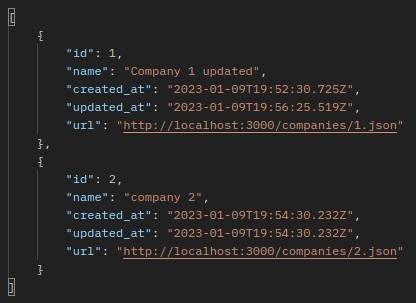 [
{
"id": 1,
"name": "Company 1 updated",
"created_at": "2023-01-09T19:52:30.725Z",
"updated_at": "2023-01-09T19:56:25.519Z",
"url": "http://localhost:3000/companies/1.json"
},
{
"id": 2,
"name": "company 2",
"created_at": "2023-01-09T19:54:30.232Z",
"updated_at": "2023-01-09T19:54:30.232Z",
"url": "http://localhost:3000/companies/2.json"
}
]